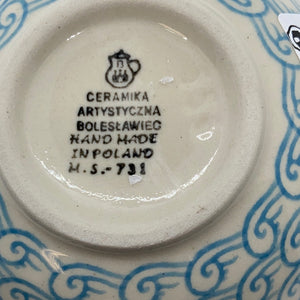 CERAMIKA
ARTYSTYCZNA
BOLESŁAWIEC
HAND MADE
IN POLAND
M.S.-731